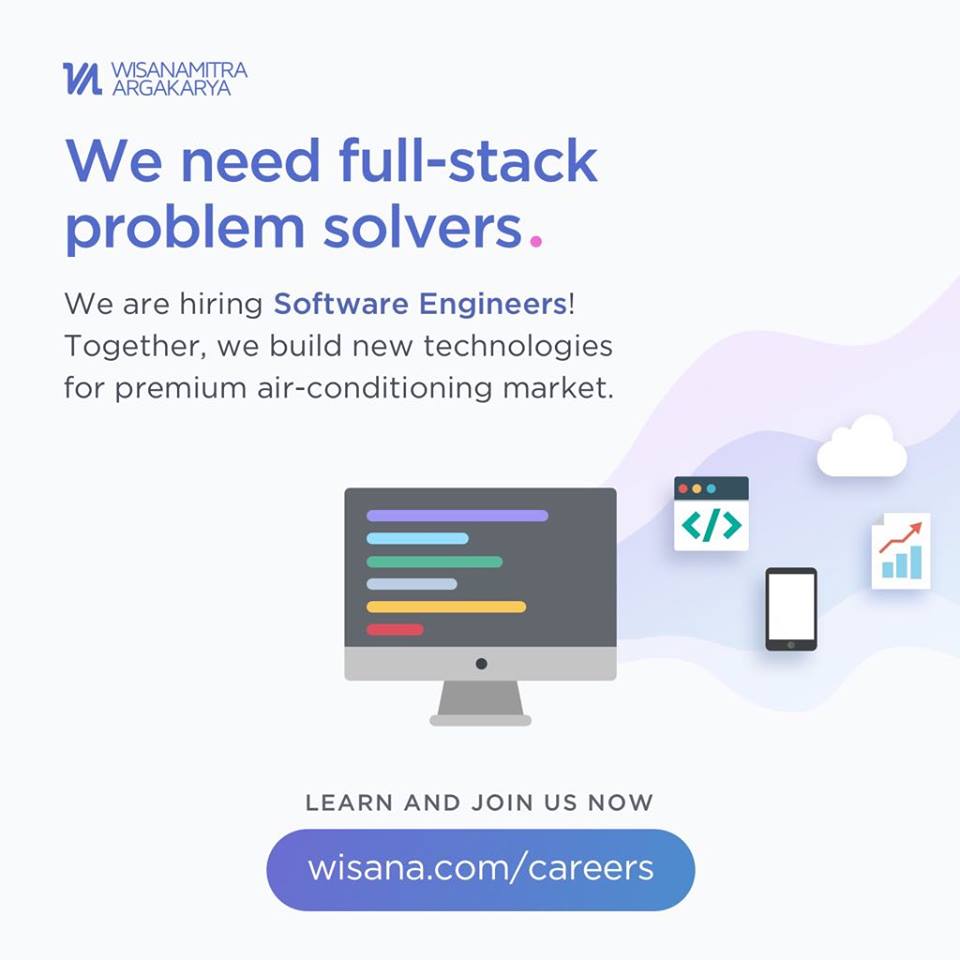 WISANAMITRA
ARGAKARYA
We need full-stack
problem solvers.
We are hiring Software Engineers!
Together, we build new technologies
for premium air-conditioning market.
</>
LEARN AND JOIN US NOW
wisana.com/careers